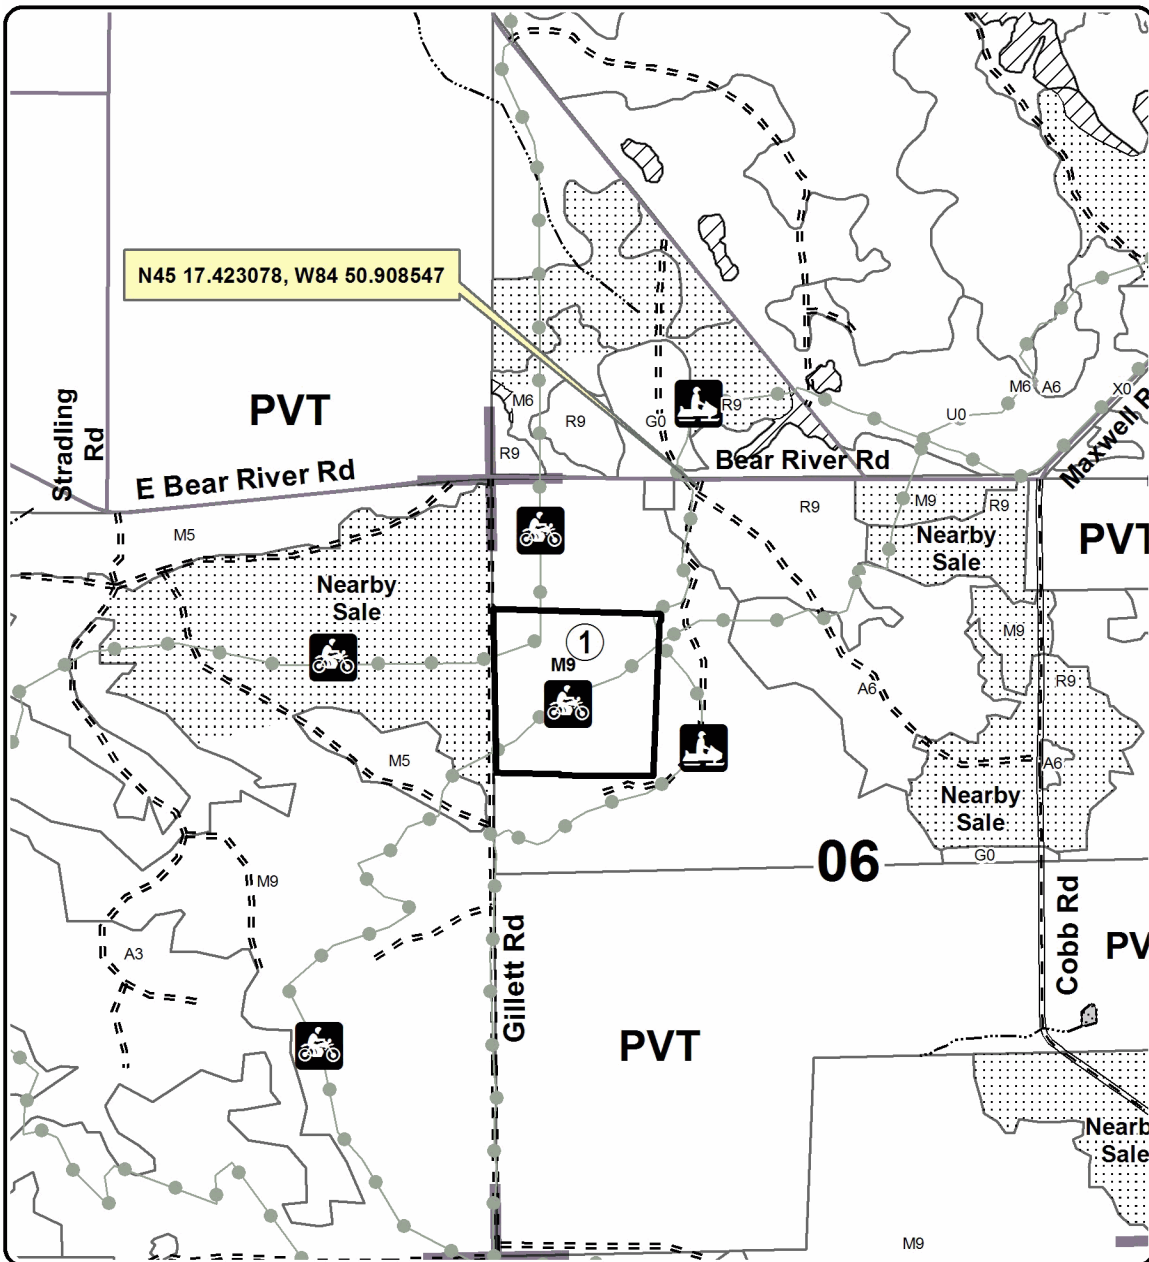 N45 17.423078, W84 50.908547
M6
A6
X0
U0
Maxwell R
Stradling
Rd
PVT
M6
R9
G0
R9
R9
E Bear River Rd
Bear River Rd
M5
R9
M9
R9
Nearby
Sale
PVT
Nearby
Sale
1
M9
M9
R9
A6
M5
A6
Nearby
Sale
G0
06
M9
A3
Gillett Rd
Cobb Rd
PV
PVT
Nearb
Sale
M9